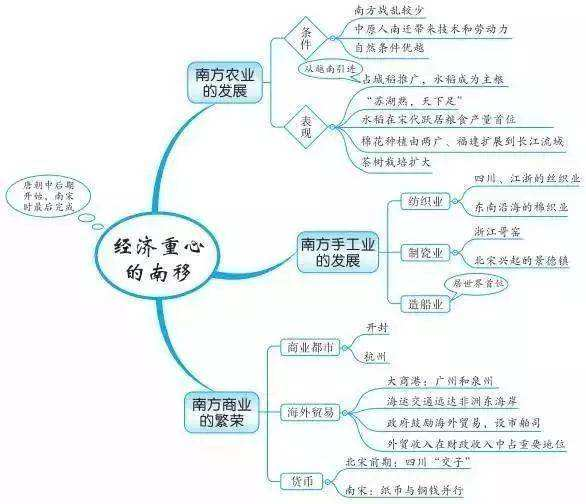 唐朝中后期
开始，南宋
时最后完成
经济重心
的南移
南方农业
的发展
条件
南方战乱较少
中原人南迁带来技术和劳动力
自然条件优越
从越南引进
表现
占城稻推广，水稻成为主粮
“苏湖熟，天下足”
水稻在宋代跃居粮食产量首位
棉花种植由两广、福建扩展到长江流域
茶树栽培扩大
南方手工业
的发展
纺织业
四川、江浙的丝织业
东南沿海的棉织业
制瓷业
浙江哥窑
北宋兴起的景德镇
造船业
居世界首位
南方商业
的繁荣
商业都市
开封
杭州
海外贸易
大商港：广州和泉州
海运交通远达非洲东海岸
政府鼓励海外贸易，设市舶司
外贸收入在财政收入中占重要地位
货币
北宋前期：四川“交子”
南宋：纸币与铜钱并行